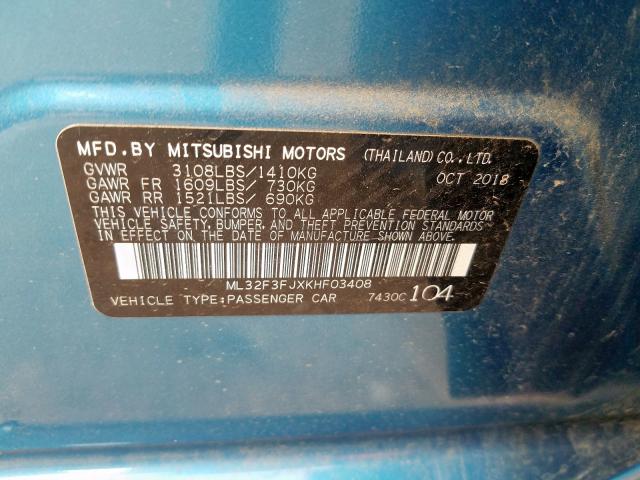 MFD.BY MITSUBISHI MOTORS (THAILAND) CO.,LTD.
GVWR 3108LBS/1410KG OCT 2018
GAWR FR 1609LBS/ 730KG
GAWR RR 1521LBS/ 690KG
THIS VEHICLE CONFORMS TO ALL APPLICABLE FEDERAL MOTOR
VEHICLE SAFETY, BUMPER, AND THEFT PREVENTION STANDARDS
IN EFFECT ON THE DATE OF MANUFACTURE SHOWN ABOVE.
ML32F3FJXKHF03408
VEHICLE TYPE:PASSENGER CAR 7430C 104